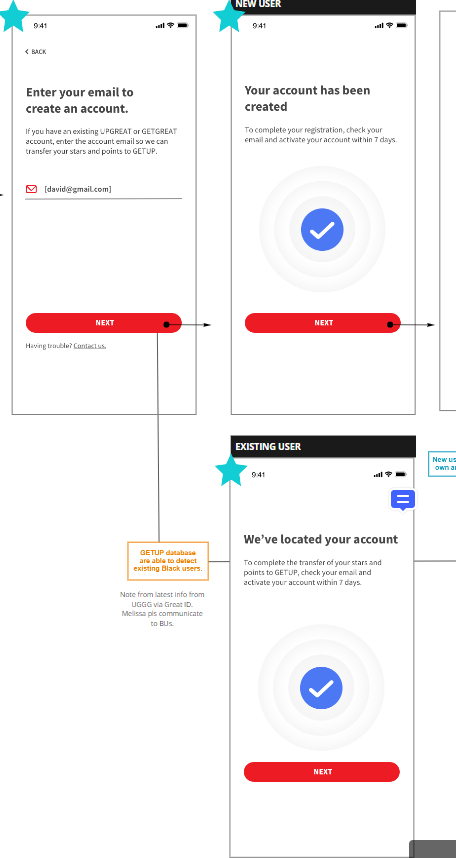 NEW USER
9:41
BACK
Enter your email to
create an account.
If you have an existing UPGREAT or GETGREAT
account, enter the account email so we can
transfer your stars and points to GETUP.
[david@gmail.com]
NEXT
Having trouble? Contact us.
9:41
Your account has been
created
To complete your registration, check your
email and activate your account within 7 days.
NEXT
EXISTING USER
9:41
We've located your account
To complete the transfer of your stars and
points to GETUP, check your email and
activate your account within 7 days.
NEXT
GETUP database
are able to detect
existing Black users.
Note from latest info from
UGGG via Great ID.
Melissa pls communicate
to BUs.
New us
own a